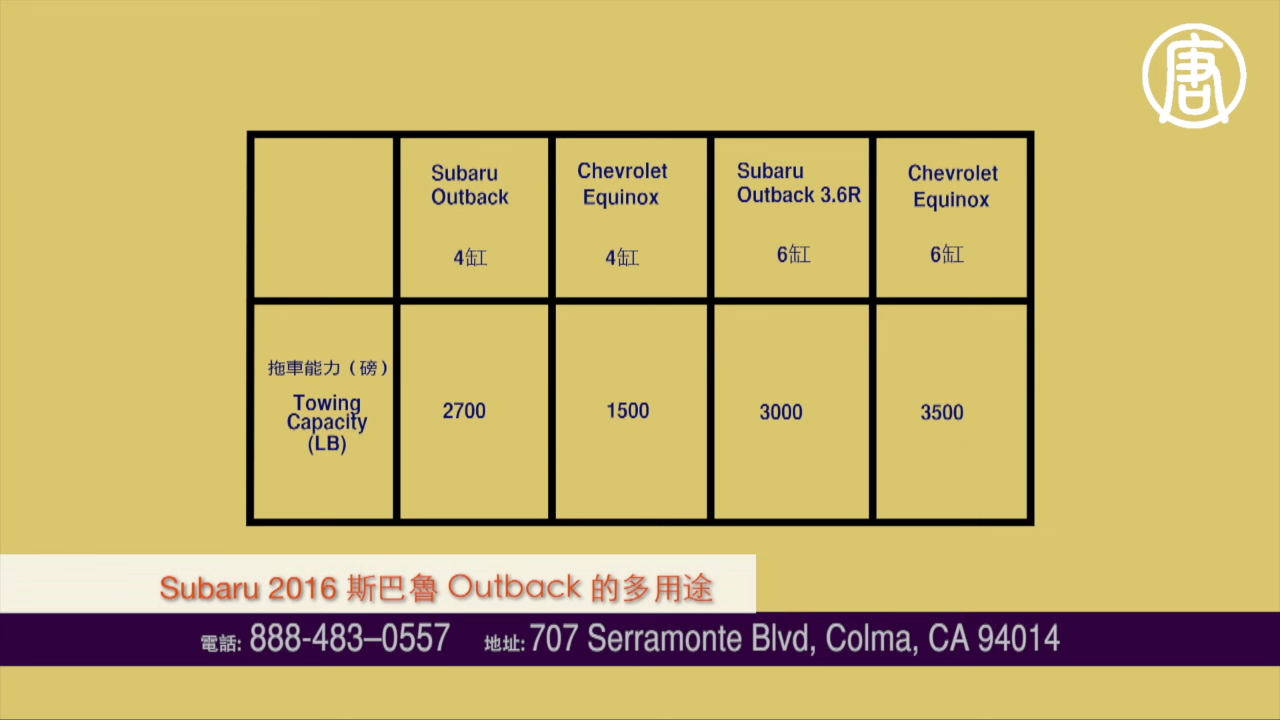 唐
Subaru
Outback
4缸
Chevrolet
Equinox
4缸
Subaru
Outback 3.6R
6缸
Chevrolet
Equinox
6缸
拖車能力（磅）
Towing
Capacity
(LB)
2700
1500
3000
3500
Subaru 2016 斯巴魯 Outback 的多用途
電話: 888-483–0557 地址: 707 Serramonte Blvd, Colma, CA 94014